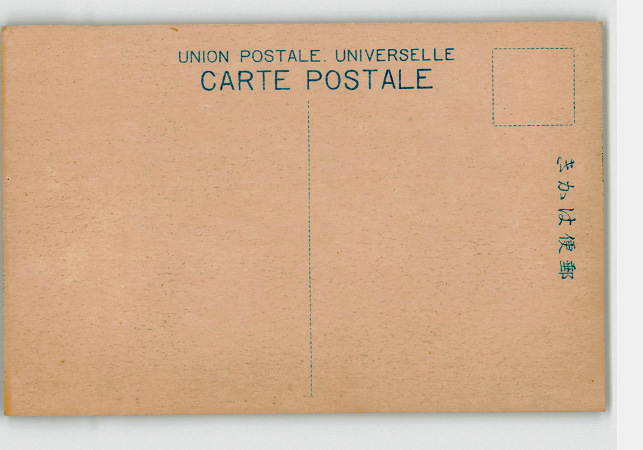 UNION POSTALE. UNIVERSELLE
CARTE POSTALE
きかは便郵